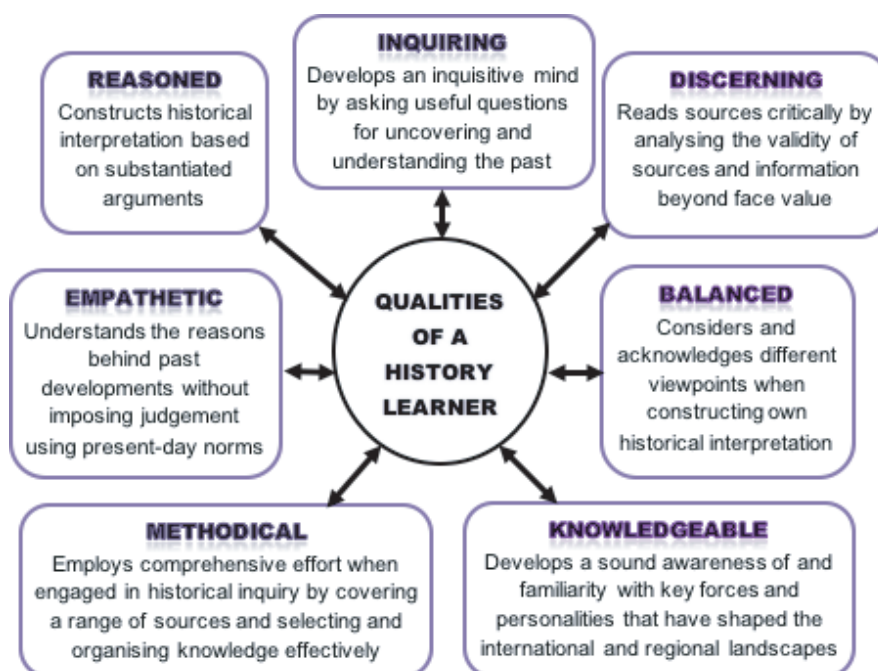 INQUIRING
Develops an inquisitive mind
by asking useful questions
for uncovering and
understanding the past
REASONED
Constructs historical
interpretation based
on substantiated
arguments
DISCERNING
Reads sources critically by
analysing the validity of
sources and information
beyond face value
QUALITIES
OF A
HISTORY
LEARNER
EMPATHETIC
Understands the reasons
behind past
developments without
imposing judgement
using present-day norms
BALANCED
Considers and
acknowledges different
viewpoints when
constructing own
historical interpretation
METHODICAL
Employs comprehensive effort when
engaged in historical inquiry by covering
a range of sources and selecting and
organising knowledge effectively
KNOWLEDGEABLE
Develops a sound awareness of and
familiarity with key forces and
personalities that have shaped the
international and regional landscapes